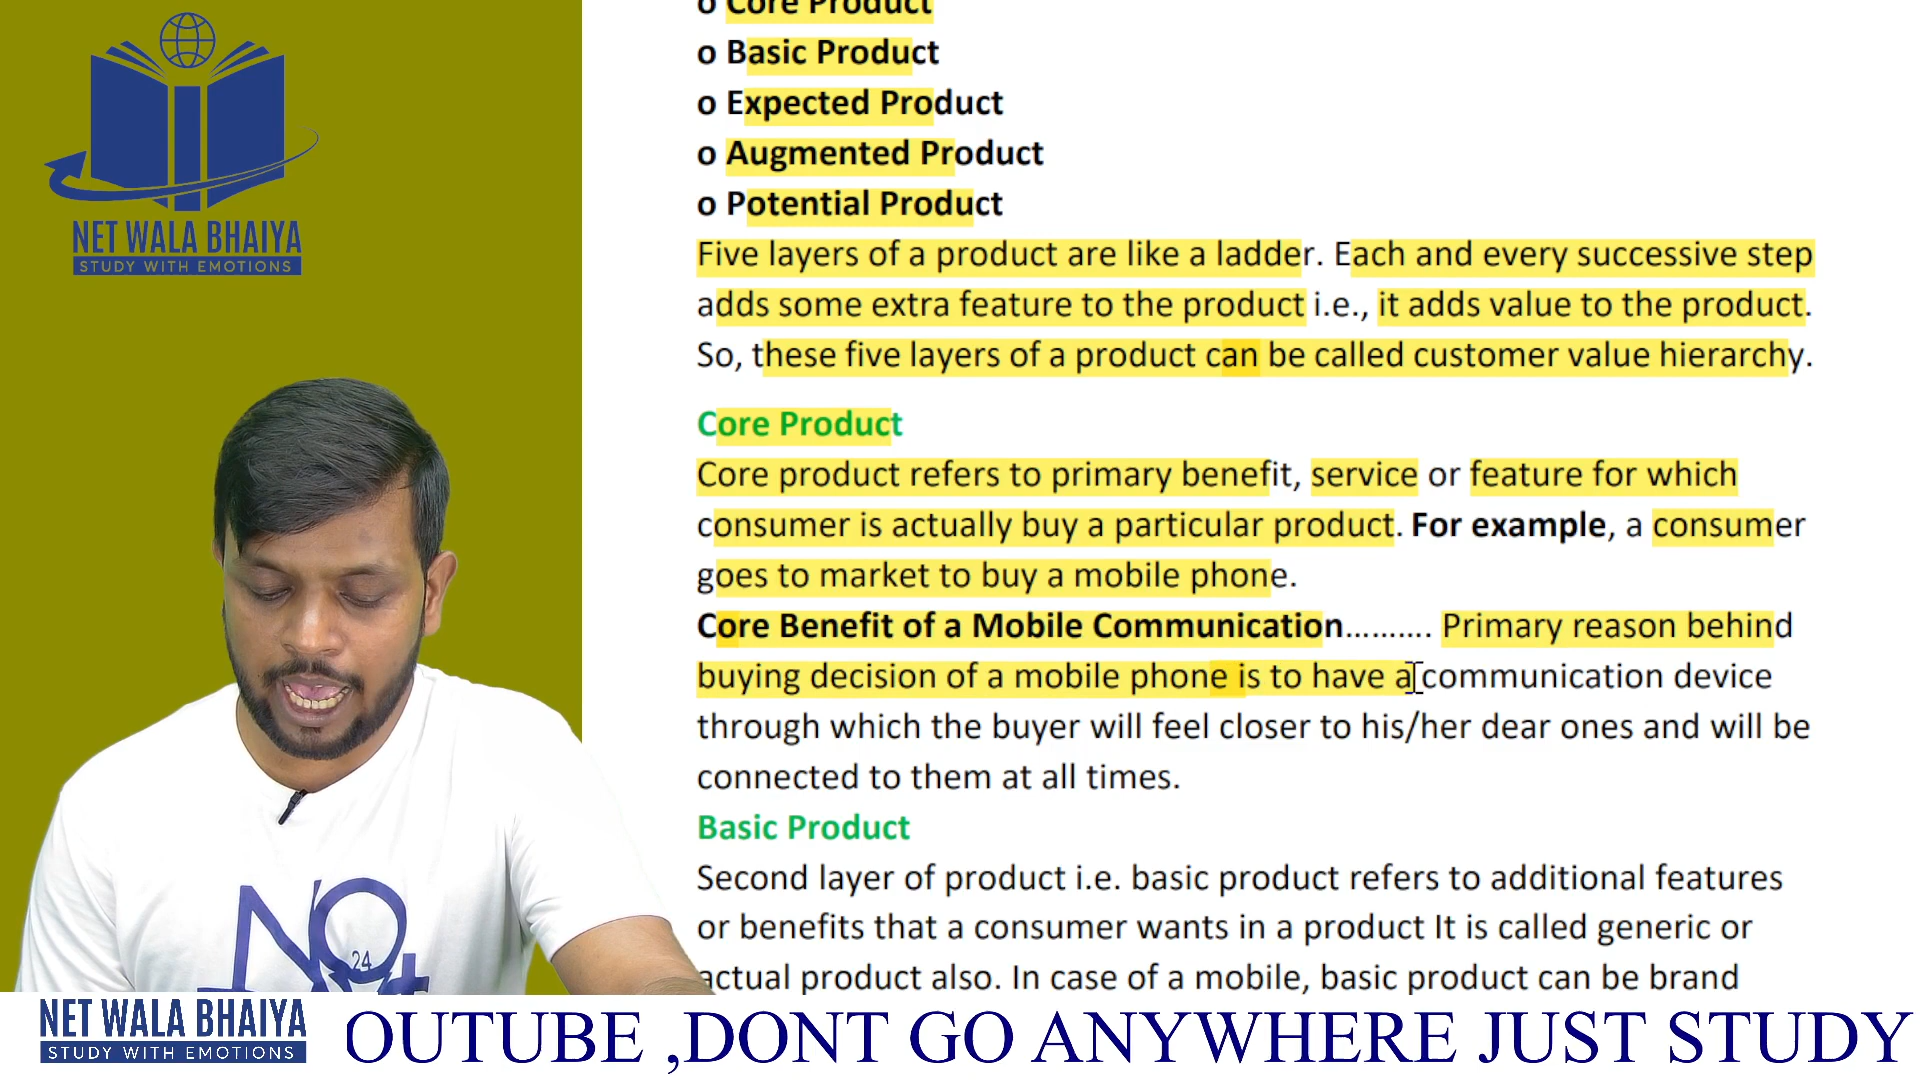 o Core Product
o Basic Product
o Expected Product
o Augmented Product
o Potential Product
Five layers of a product are like a ladder. Each and every successive step
adds some extra feature to the product i.e., it adds value to the product.
So, these five layers of a product can be called customer value hierarchy.
Core Product
Core product refers to primary benefit, service or feature for which
consumer is actually buy a particular product. For example, a consumer
goes to market to buy a mobile phone.
Core Benefit of a Mobile Communication.......... Primary reason behind
buying decision of a mobile phone is to have a communication device
through which the buyer will feel closer to his/her dear ones and will be
connected to them at all times.
Basic Product
Second layer of product i.e. basic product refers to additional features
or benefits that a consumer wants in a product It is called generic or
actual product also. In case of a mobile, basic product can be brand
NET WALA BHAIYA
STUDY WITH EMOTIONS
NO
24
NET WALA BHAIYA
STUDY WITH EMOTIONS
OUTUBE ,DONT GO ANYWHERE JUST STUDY